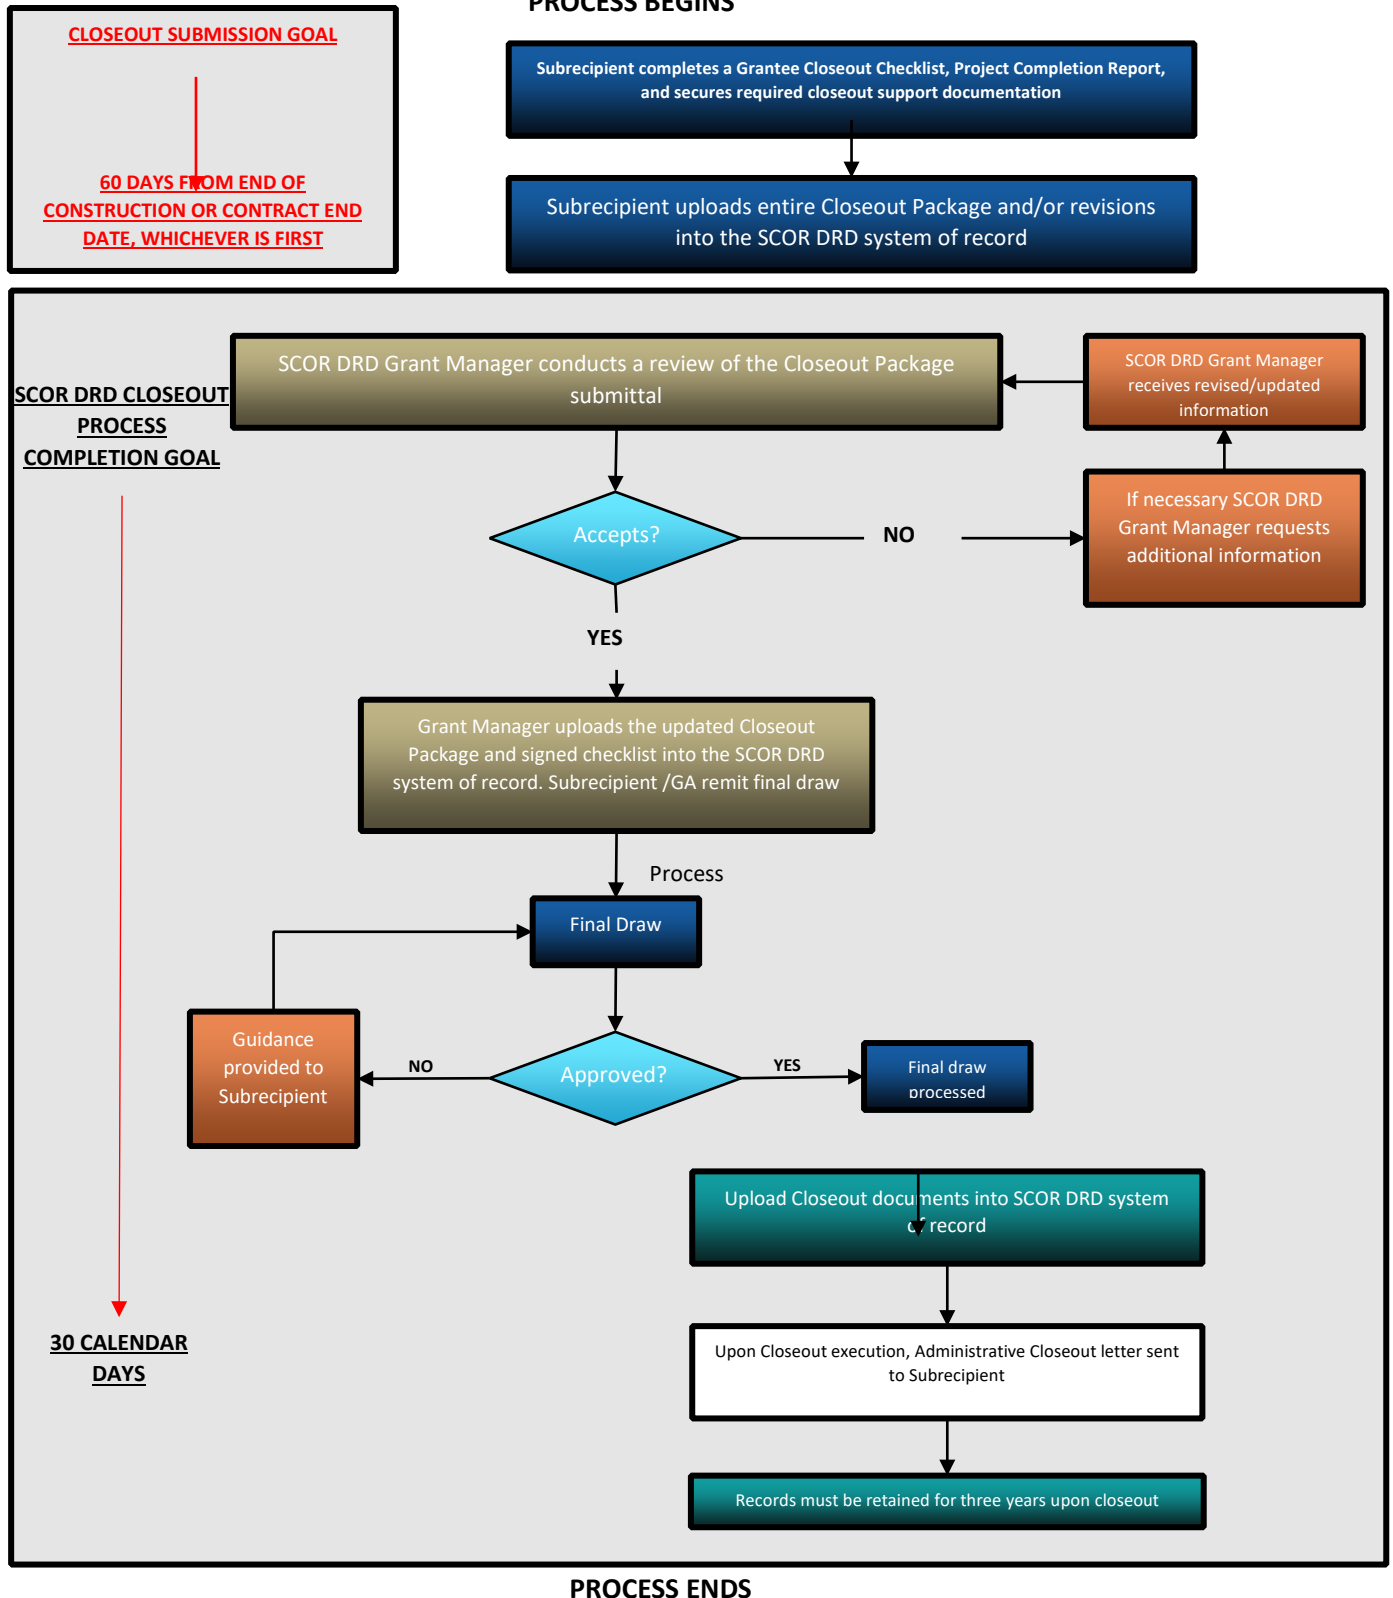 PROCESS BEGINS
CLOSEOUT SUBMISSION GOAL
60 DAYS FROM END OF
CONSTRUCTION OR CONTRACT END
DATE, WHICHEVER IS FIRST
Subrecipient completes a Grantee Closeout Checklist, Project Completion Report,
and secures required closeout support documentation
Subrecipient uploads entire Closeout Package and/or revisions
into the SCOR DRD system of record
SCOR DRD CLOSEOUT
PROCESS
COMPLETION GOAL
SCOR DRD Grant Manager conducts a review of the Closeout Package
submittal
SCOR DRD Grant Manager
receives revised/updated
information
If necessary SCOR DRD
Grant Manager requests
additional information
Accepts?
NO
YES
Grant Manager uploads the updated Closeout
Package and signed checklist into the SCOR DRD
system of record. Subrecipient /GA remit final draw
Process
Final Draw
Guidance
provided to
Subrecipient
NO
Approved?
YES
Final draw
processed
Upload Closeout documents into SCOR DRD system
of record
30 CALENDAR
DAYS
Upon Closeout execution, Administrative Closeout letter sent
to Subrecipient
Records must be retained for three years upon closeout
PROCESS ENDS